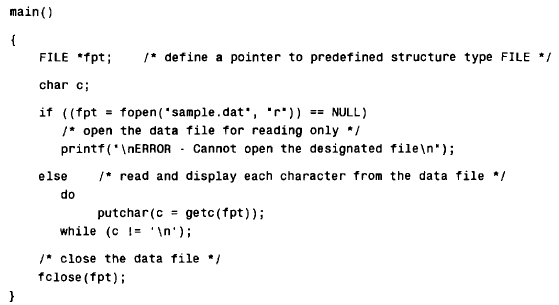 main()
{
FILE *fpt; /* define a pointer to predefined structure type FILE */
char c;
if ((fpt = fopen("sample.dat", "r")) == NULL)
/* open the data file for reading only */
printf("\nERROR - Cannot open the designated file\n");
else /* read and display each character from the data file */
do
putchar(c = getc(fpt));
while (c != '\n');
/* close the data file */
fclose(fpt);
}